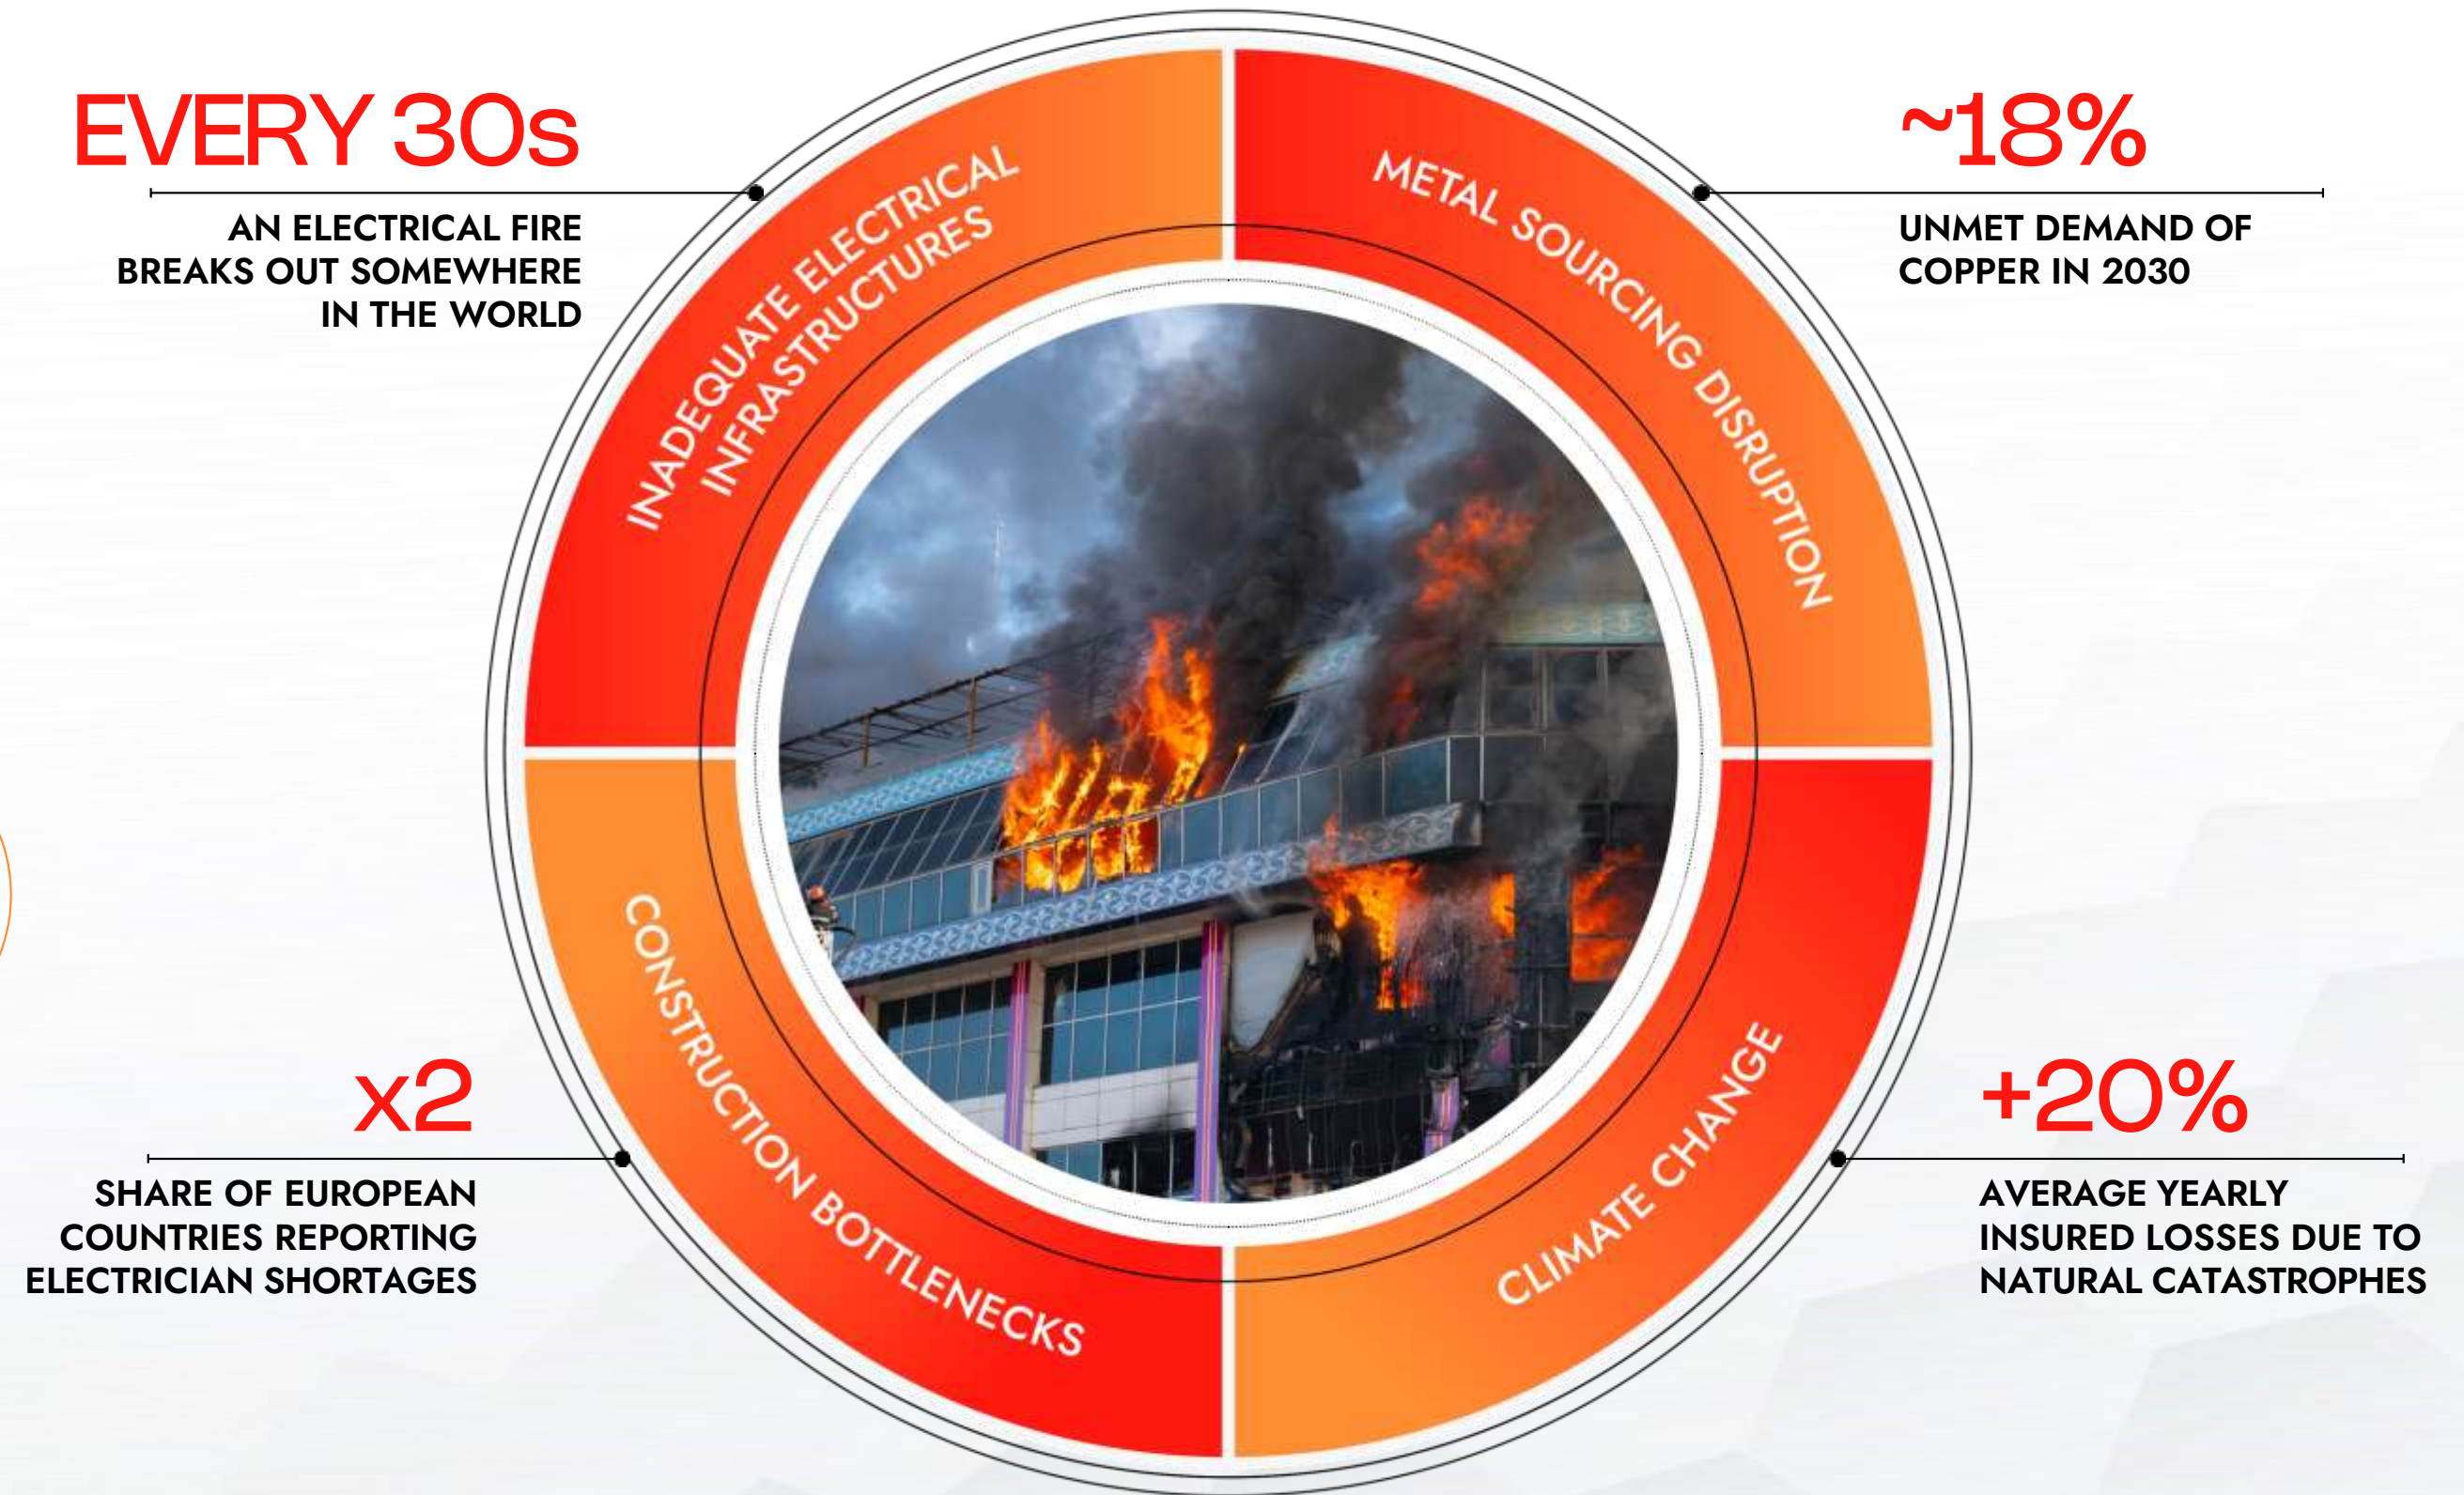 EVERY 30s
AN ELECTRICAL FIRE
BREAKS OUT SOMEWHERE
IN THE WORLD
INADEQUATE ELECTRICAL
INFRASTRUCTURES
METAL SOURCING DISRUPTION
~18%
UNMET DEMAND OF
COPPER IN 2030
x2
SHARE OF EUROPEAN
COUNTRIES REPORTING
ELECTRICIAN SHORTAGES
CONSTRUCTION BOTTLENECKS
CLIMATE CHANGE
+20%
AVERAGE YEARLY
INSURED LOSSES DUE TO
NATURAL CATASTROPHES